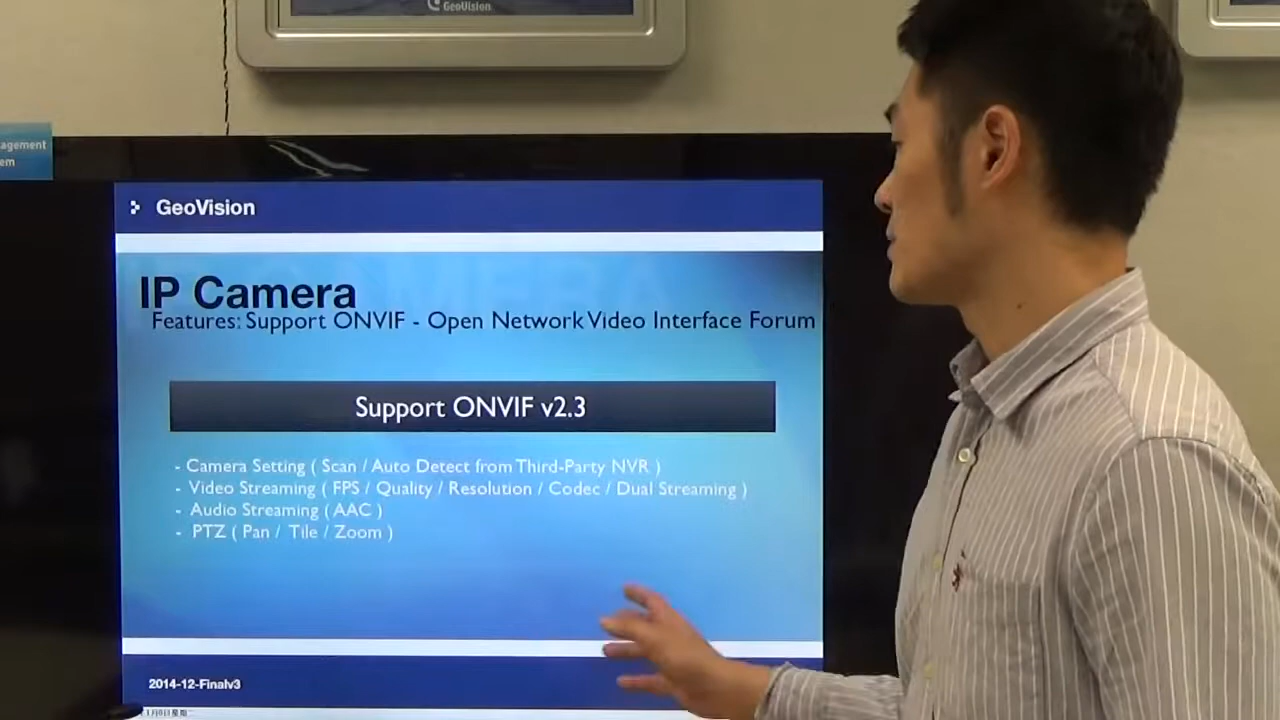 GeoVision
agement
em
GeoVision
IP Camera
Features: Support ONVIF - Open Network Video Interface Forum
Support ONVIF v2.3
- Camera Setting ( Scan / Auto Detect from Third-Party NVR )
- Video Streaming ( FPS / Quality / Resolution / Codec / Dual Streaming )
- Audio Streaming ( AAC )
- PTZ ( Pan / Tile / Zoom )
2014-12-Finalv3